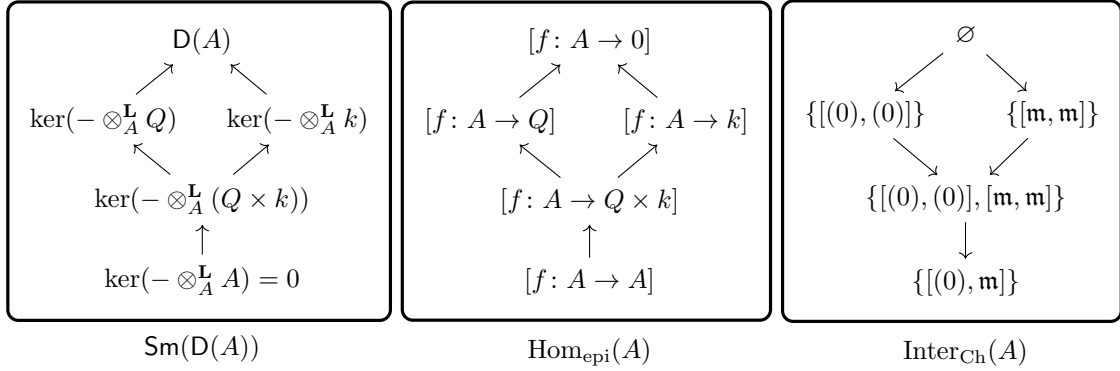 D(A)
ker(− ⊗ᴸ_A Q) ker(− ⊗ᴸ_A k)
ker(− ⊗ᴸ_A (Q × k))
ker(− ⊗ᴸ_A A) = 0
Sm(D(A))
[f: A → 0]
[f: A → Q] [f: A → k]
[f: A → Q × k]
[f: A → A]
Hom_epi(A)
∅
{[(0), (0)]} {[𝔪, 𝔪]}
{[(0), (0)], [𝔪, 𝔪]}
{[(0), 𝔪]}
Inter_Ch(A)